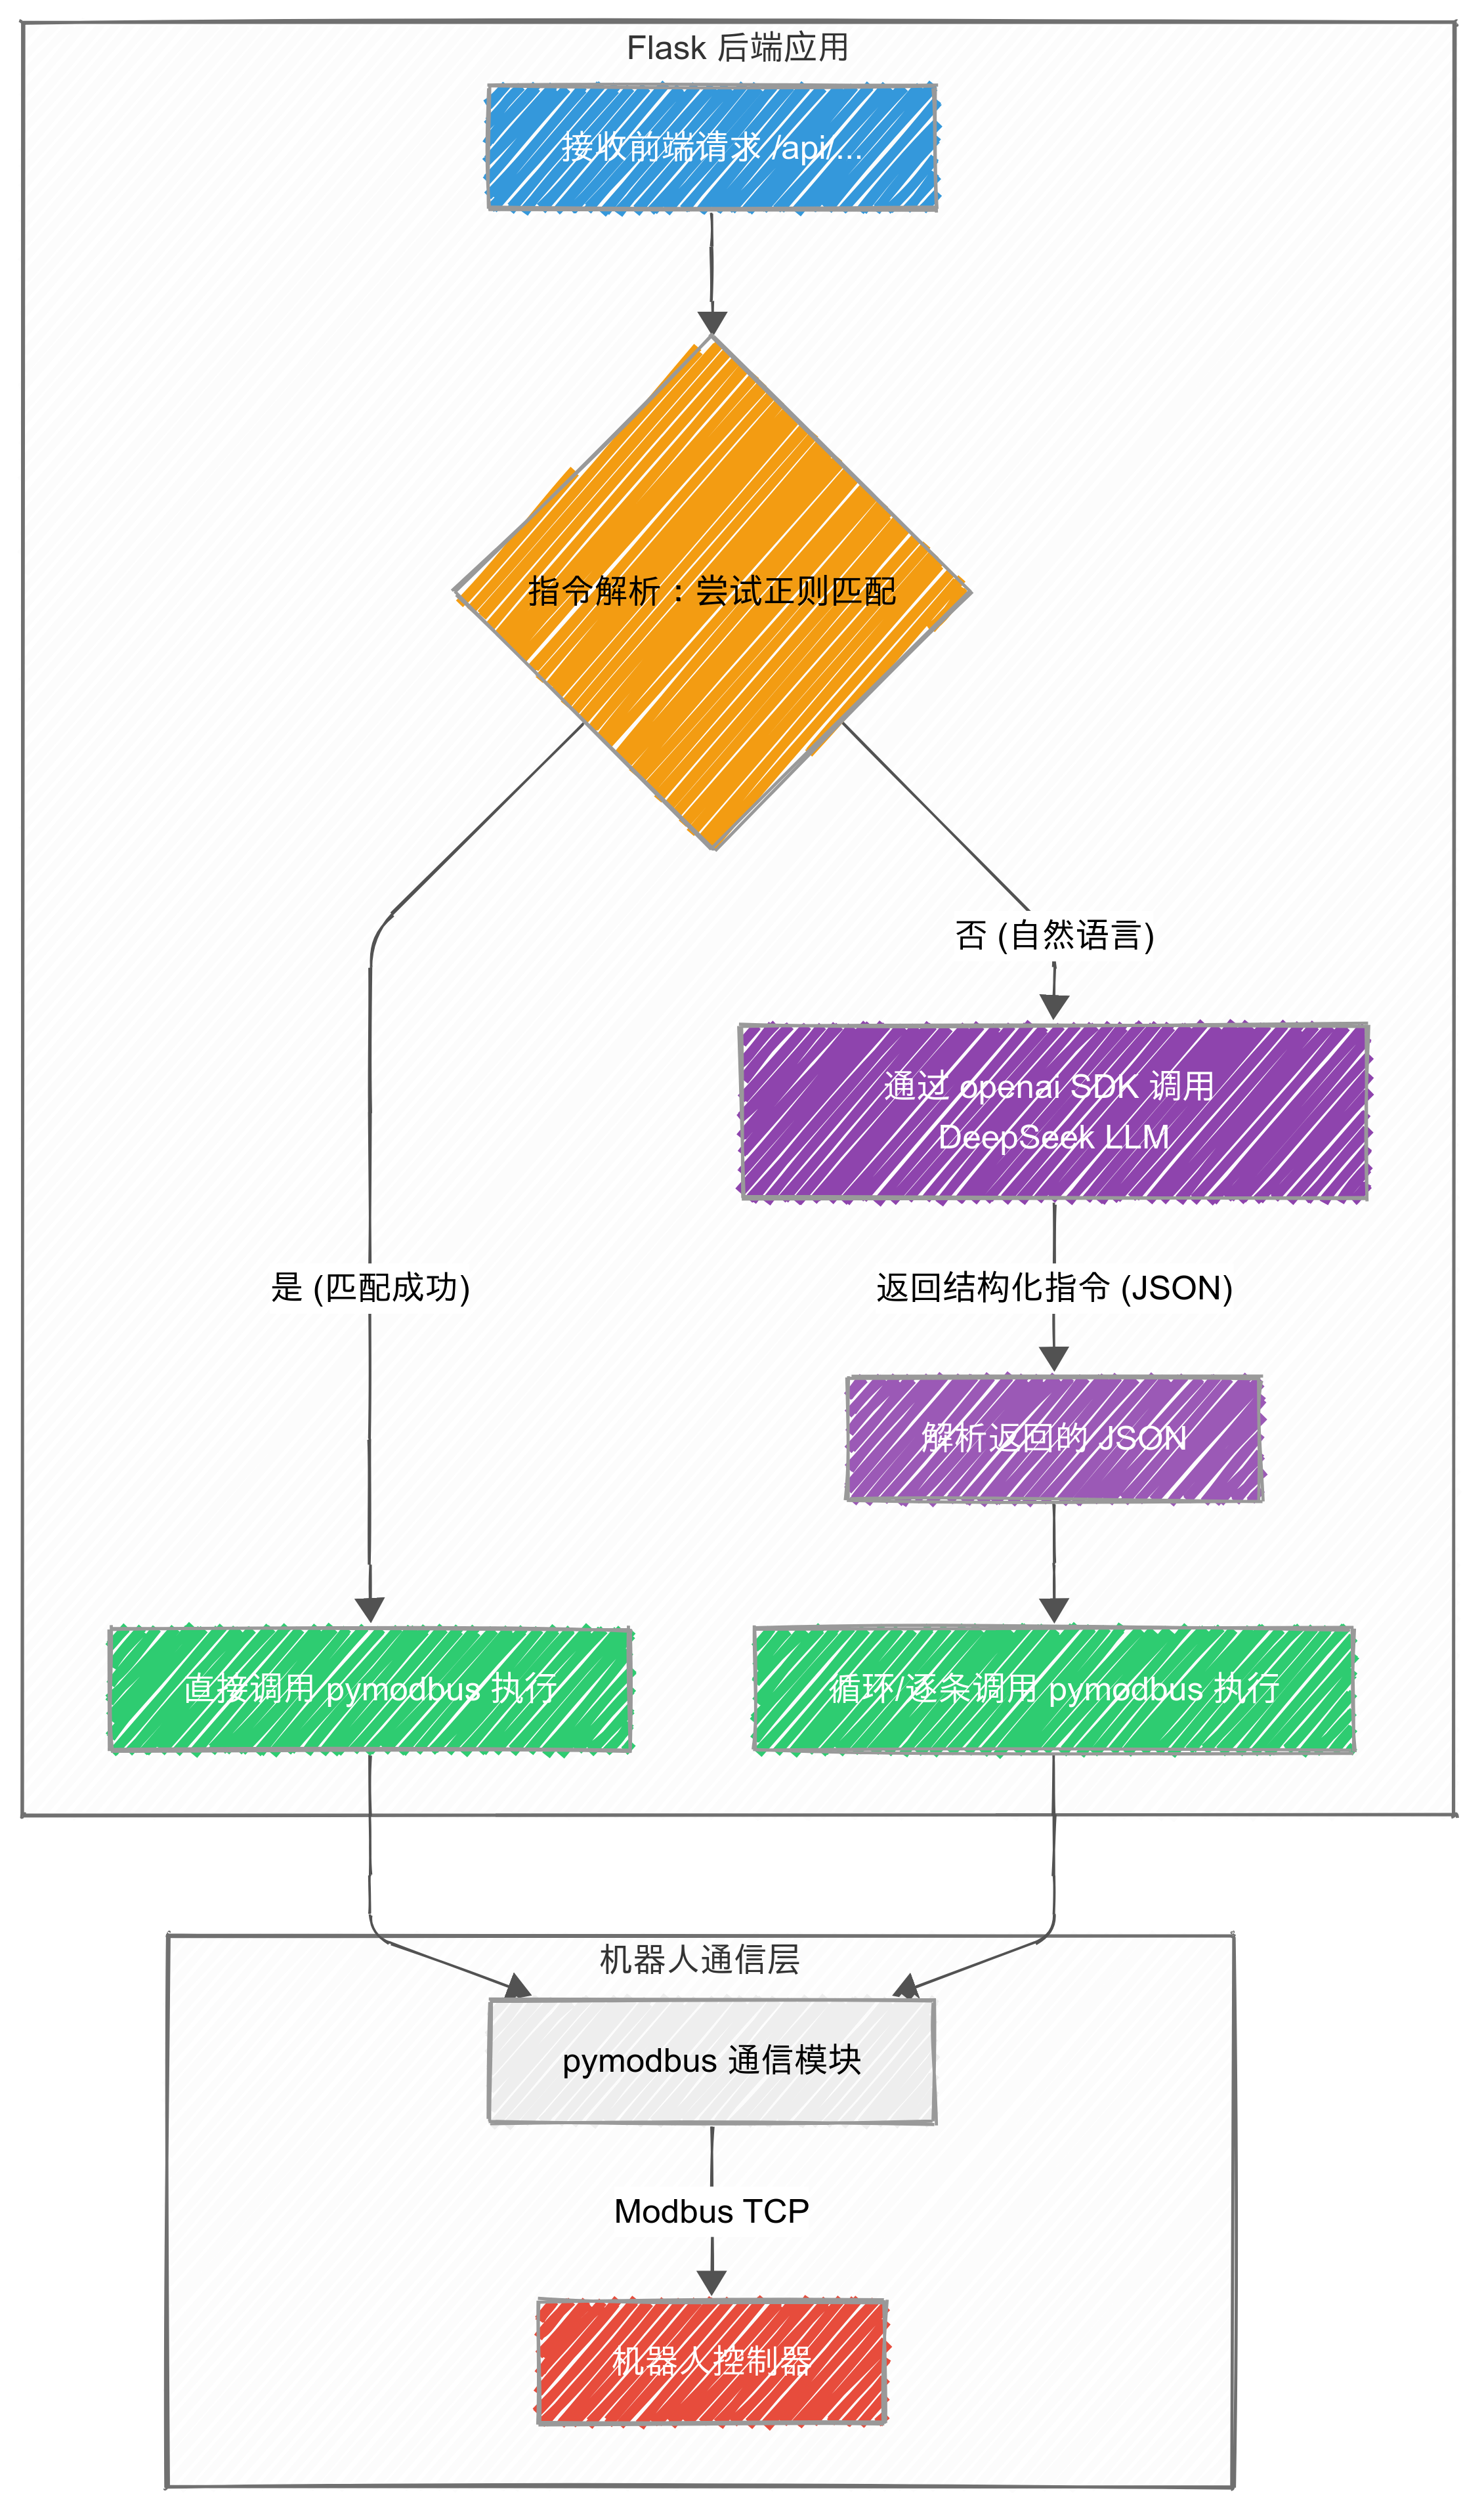 Flask 后端应用
接收前端请求 /api/...
指令解析：尝试正则匹配
否 (自然语言)
通过 openai SDK 调用
DeepSeek LLM
是 (匹配成功)
返回结构化指令 (JSON)
解析返回的 JSON
直接调用 pymodbus 执行
循环/逐条调用 pymodbus 执行
机器人通信层
pymodbus 通信模块
Modbus TCP
机器人控制器